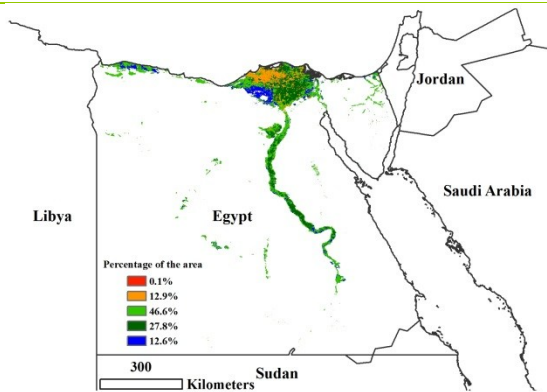 Jordan
Saudi Arabia
Libya
Egypt
Percentage of the area
0.1%
12.9%
46.6%
27.8%
12.6%
300
Kilometers
Sudan